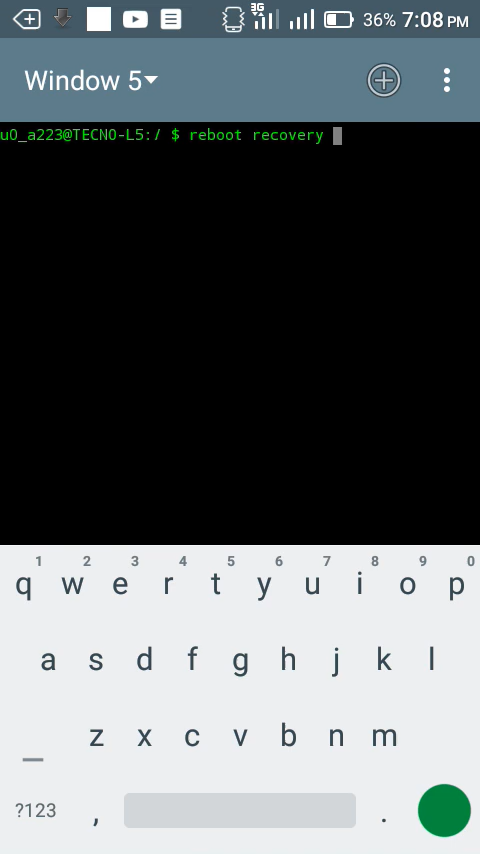 3G
36% 7:08 PM
Window 5
u0_a223@TECNO-L5:/ $ reboot recovery
1 2 3 4 5 6 7 8 9 0
q w e r t y u i o p
a s d f g h j k l
z x c v b n m
?123 , .